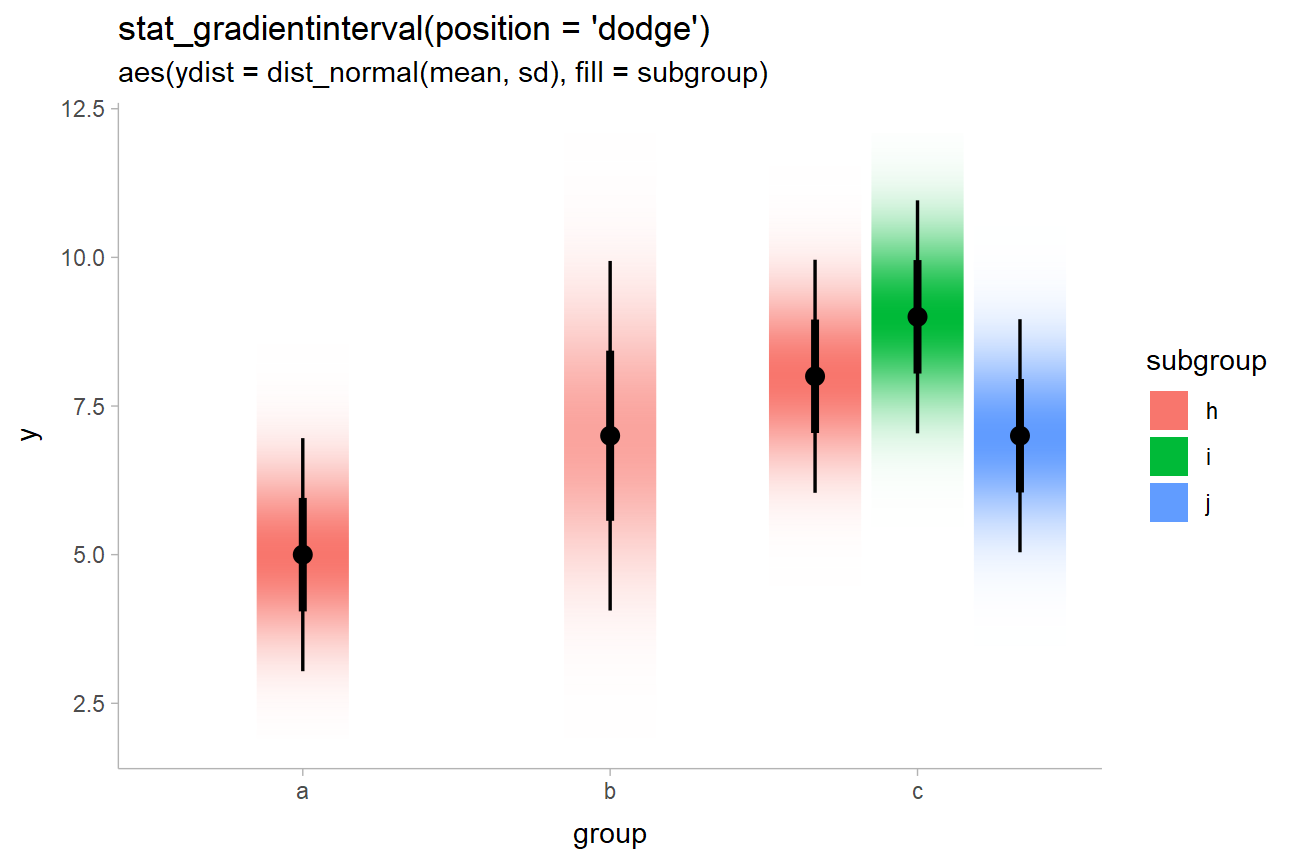 stat_gradientinterval(position = 'dodge')
aes(ydist = dist_normal(mean, sd), fill = subgroup)
12.5
10.0
7.5
5.0
2.5
y
a
b
c
group
subgroup
h
i
j